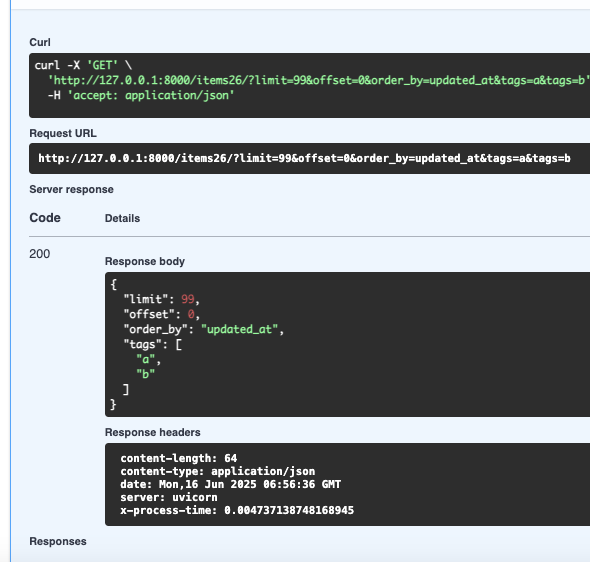 Curl
curl -X 'GET' \
'http://127.0.0.1:8000/items26/?limit=99&offset=0&order_by=updated_at&tags=a&tags=b'
-H 'accept: application/json'
Request URL
http://127.0.0.1:8000/items26/?limit=99&offset=0&order_by=updated_at&tags=a&tags=b
Server response
Code Details
200
Response body
{
"limit": 99,
"offset": 0,
"order_by": "updated_at",
"tags": [
"a",
"b"
]
}
Response headers
content-length: 64
content-type: application/json
date: Mon,16 Jun 2025 06:56:36 GMT
server: uvicorn
x-process-time: 0.004737138748168945
Responses